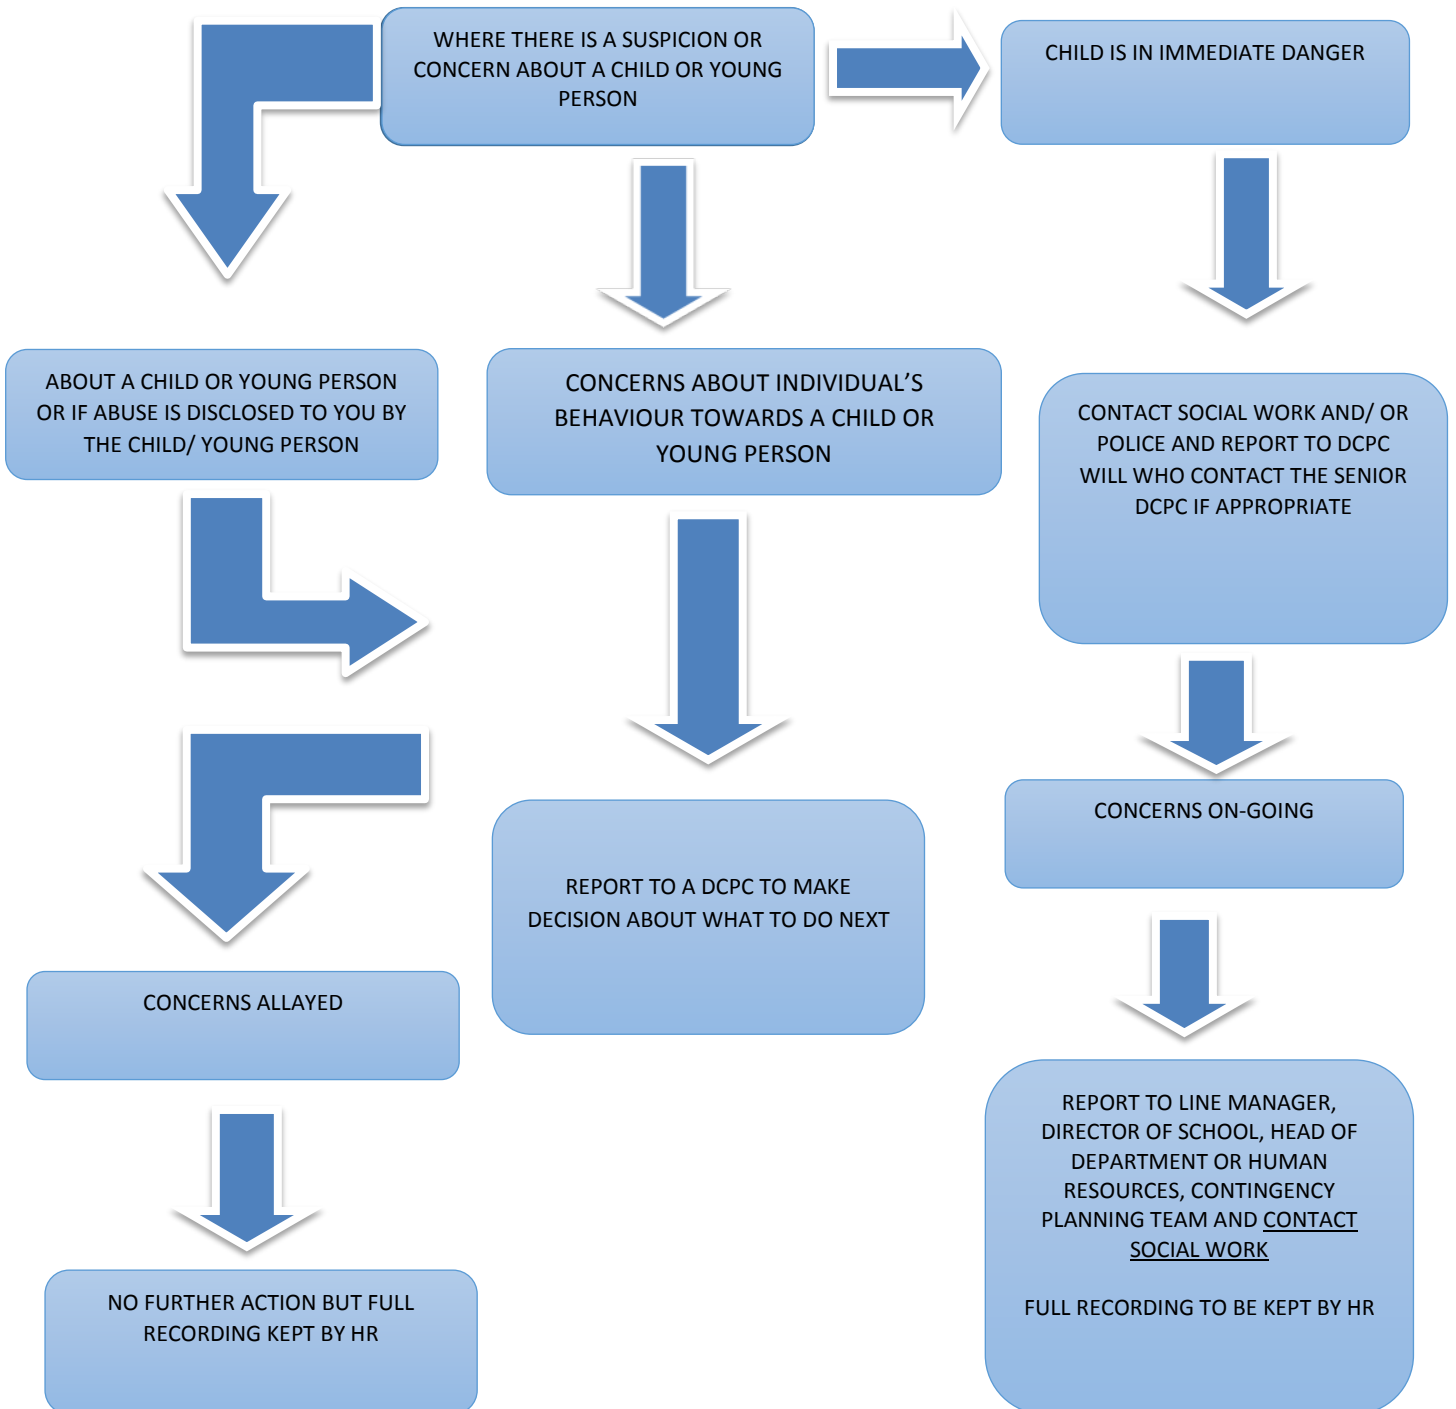 WHERE THERE IS A SUSPICION OR
CONCERN ABOUT A CHILD OR YOUNG
PERSON
CHILD IS IN IMMEDIATE DANGER
ABOUT A CHILD OR YOUNG PERSON
OR IF ABUSE IS DISCLOSED TO YOU BY
THE CHILD/ YOUNG PERSON
CONCERNS ABOUT INDIVIDUAL’S
BEHAVIOUR TOWARDS A CHILD OR
YOUNG PERSON
CONTACT SOCIAL WORK AND/ OR
POLICE AND REPORT TO DCPC
WILL WHO CONTACT THE SENIOR
DCPC IF APPROPRIATE
REPORT TO A DCPC TO MAKE
DECISION ABOUT WHAT TO DO NEXT
CONCERNS ON-GOING
CONCERNS ALLAYED
REPORT TO LINE MANAGER,
DIRECTOR OF SCHOOL, HEAD OF
DEPARTMENT OR HUMAN
RESOURCES, CONTINGENCY
PLANNING TEAM AND CONTACT
SOCIAL WORK
FULL RECORDING TO BE KEPT BY HR
NO FURTHER ACTION BUT FULL
RECORDING KEPT BY HR